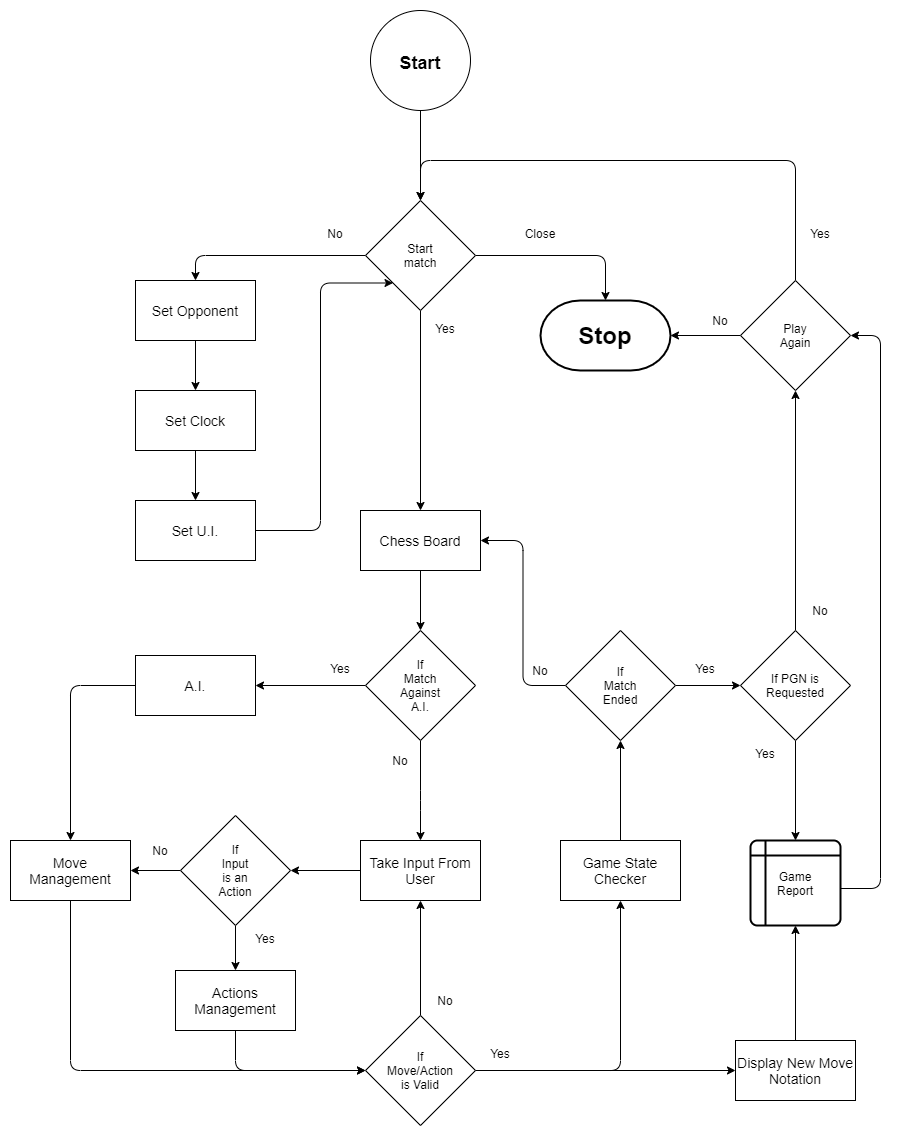 Start
No
Start
match
Close
Yes
Set Opponent
Yes
Stop
No
Play
Again
Set Clock
Set U.I.
Chess Board
No
A.I.
Yes
If
Match
Against
A.I.
No
If
Match
Ended
Yes
If PGN is
Requested
No
Yes
Move
Management
No
If
Input
is an
Action
Take Input From
User
Game State
Checker
Game
Report
Yes
Actions
Management
No
If
Move/Action
is Valid
Yes
Display New Move
Notation